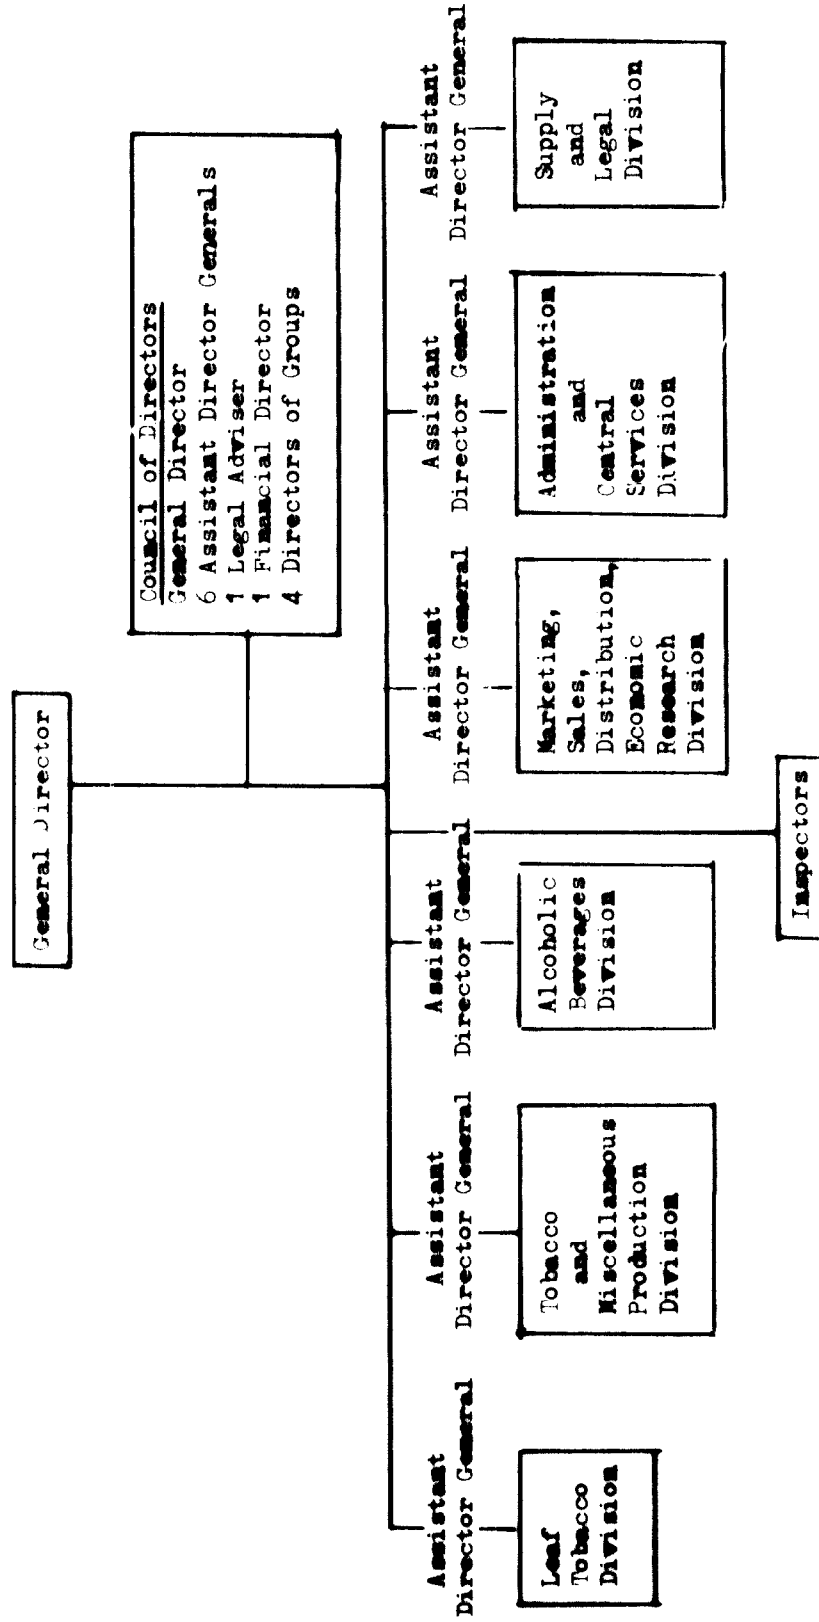 General Director
Council of Directors
General Director
6 Assistant Director Generals
1 Legal Adviser
1 Financial Director
4 Directors of Groups
Assistant
Director General
Leaf
Tobacco
Division
Assistant
Director General
Tobacco
and
Miscellaneous
Production
Division
Assistant
Director General
Alcoholic
Beverages
Division
Assistant
Director General
Marketing,
Sales,
Distribution,
Economic
Research
Division
Assistant
Director General
Administration
and
Central
Services
Division
Assistant
Director General
Supply
and
Legal
Division
Inspectors